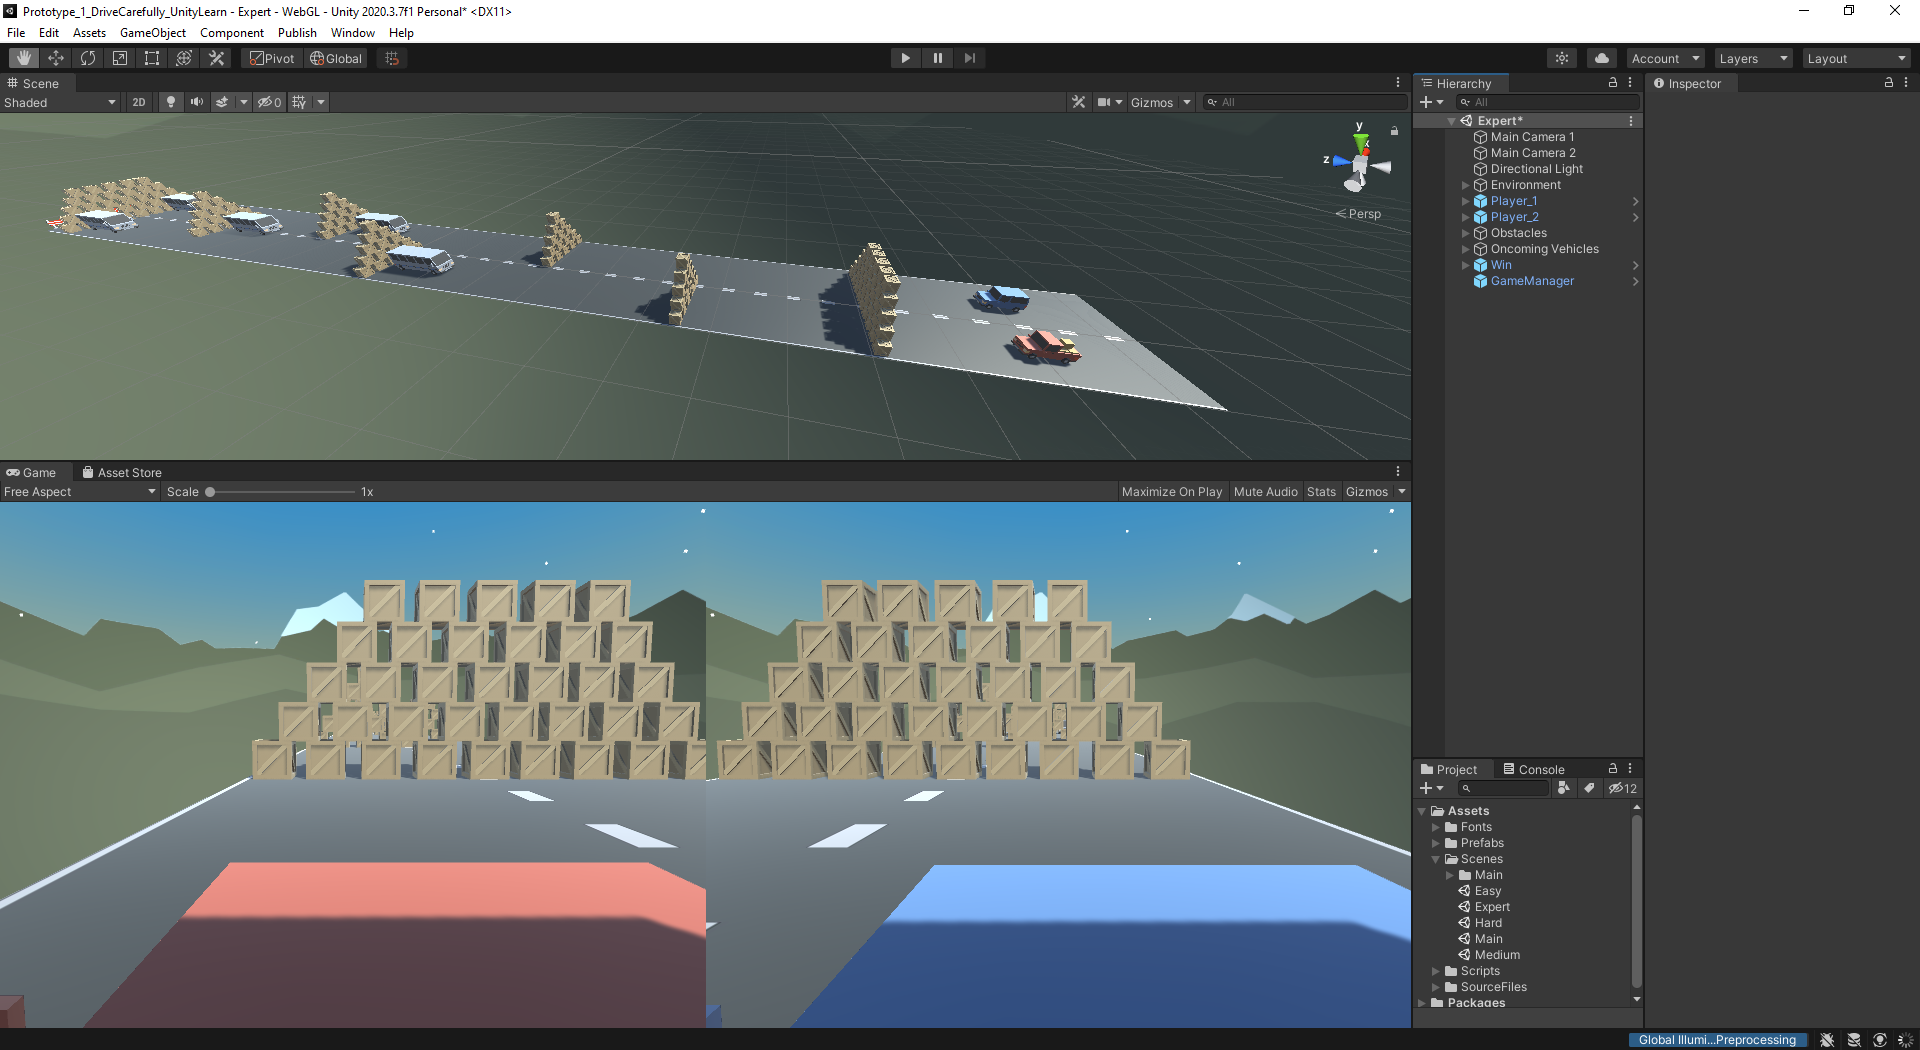 Prototype_1_DriveCarefully_UnityLearn - Expert - WebGL - Unity 2020.3.7f1 Personal* <DX11>
File Edit Assets GameObject Component Publish Window Help
Pivot Global Account Layers Layout
Scene
Shaded 2D 0 Gizmos All
y
x
z
Persp
Game Asset Store
Free Aspect Scale 1x Maximize On Play Mute Audio Stats Gizmos
Hierarchy
All
Expert*
Main Camera 1
Main Camera 2
Directional Light
Environment
Player_1
Player_2
Obstacles
Oncoming Vehicles
Win
GameManager
Project Console
12
Assets
Fonts
Prefabs
Scenes
Main
Easy
Expert
Hard
Main
Medium
Scripts
SourceFiles
Packages
Inspector
Global Illumi...Preprocessing